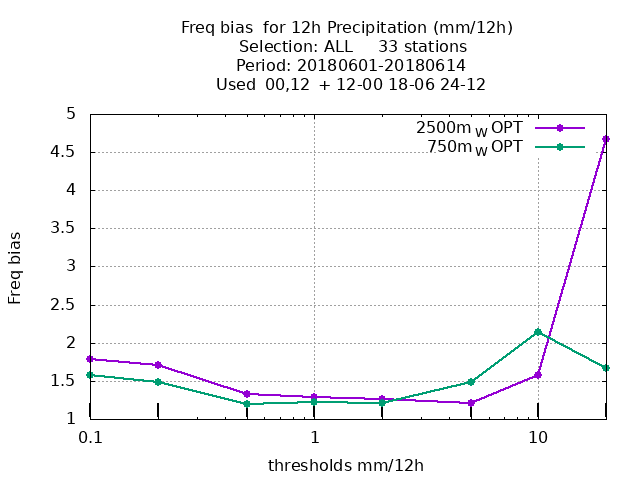 Freq bias  for 12h Precipitation (mm/12h)
Selection: ALL     33 stations
Period: 20180601-20180614
Used  00,12  + 12-00 18-06 24-12
5
2500m_W OPT
750m_W OPT
4.5
4
3.5
3
Freq bias
2.5
2
1.5
1
0.1 1 10
thresholds mm/12h